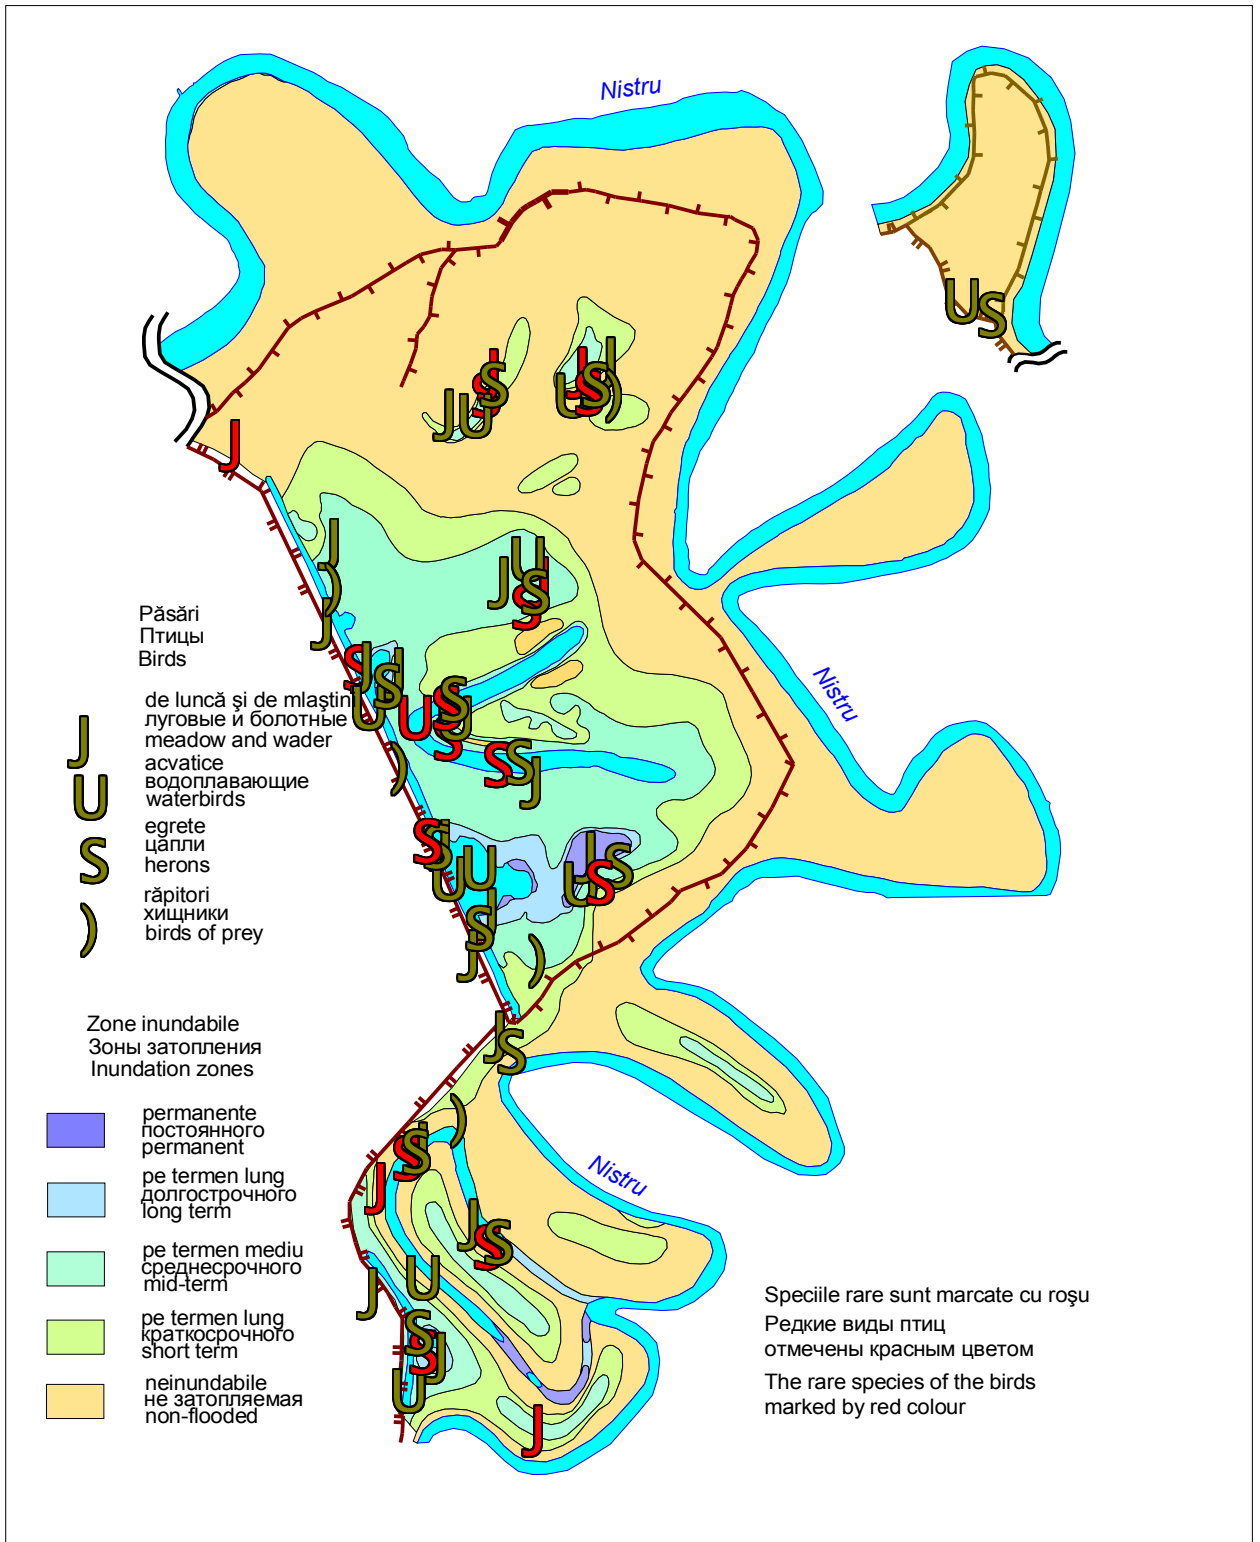 Nistru
Păsări
Птицы
Birds
de luncă şi de mlaştini
луговые и болотные
meadow and wader
acvatice
водоплавающие
waterbirds
egrete
цапли
herons
răpitori
хищники
birds of prey
Nistru
Zone inundabile
Зоны затопления
Inundation zones
permanente
постоянного
permanent
pe termen lung
долгострочного
long term
pe termen mediu
среднесрочного
mid-term
pe termen lung
краткосрочного
short term
neinundabile
не затопляемая
non-flooded
Nistru
Speciile rare sunt marcate cu roşu
Редкие виды птиц
отмечены красным цветом
The rare species of the birds
marked by red colour